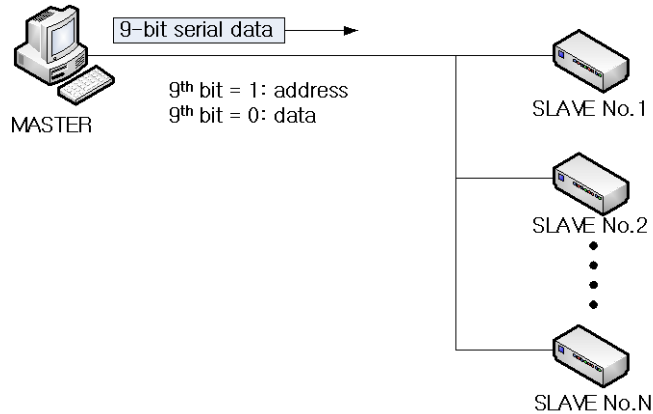 9-bit serial data
9th bit = 1: address
9th bit = 0: data
MASTER
SLAVE No.1
SLAVE No.2
SLAVE No.N